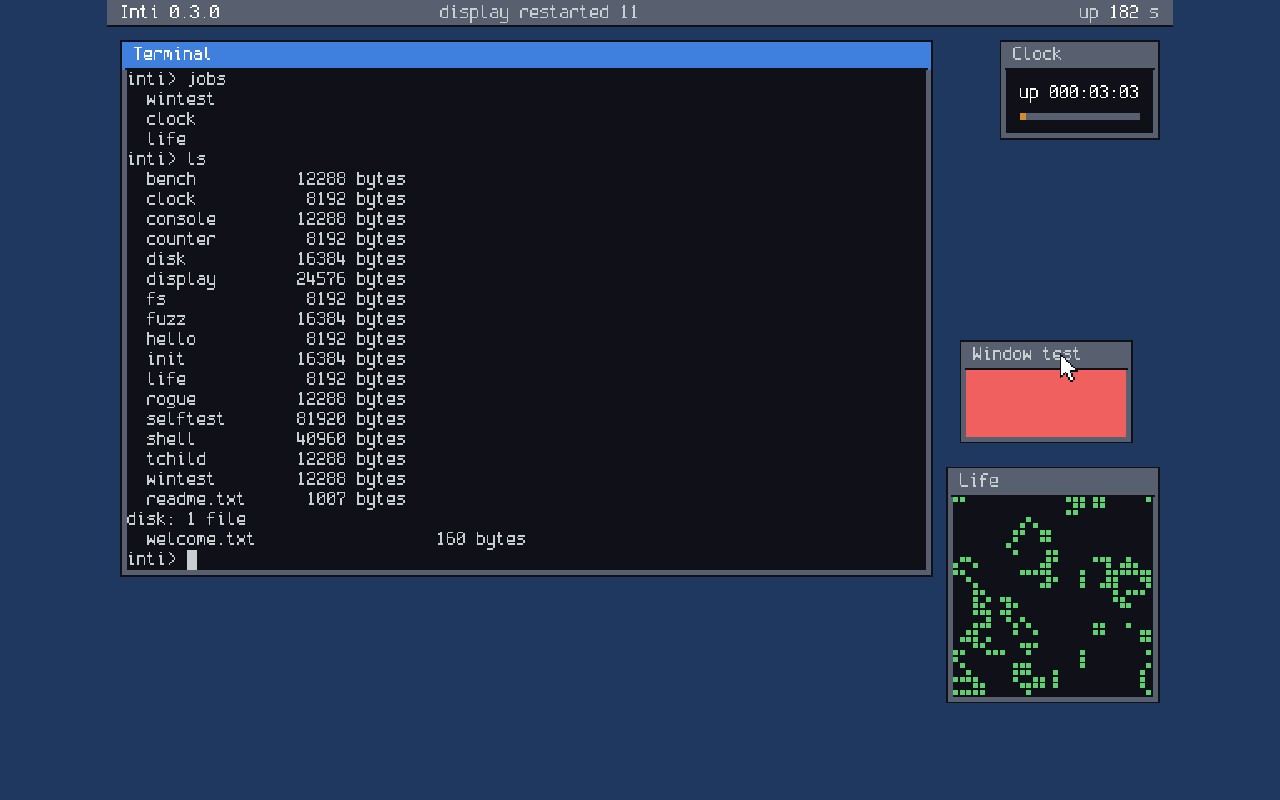 Inti 0.3.0 display restarted 11 up 182 s
Terminal
inti> jobs
wintest
clock
life
inti> ls
bench 12288 bytes
clock 8192 bytes
console 12288 bytes
counter 8192 bytes
disk 16384 bytes
display 24576 bytes
fs 8192 bytes
fuzz 16384 bytes
hello 8192 bytes
init 16384 bytes
life 8192 bytes
rogue 12288 bytes
selftest 81920 bytes
shell 40960 bytes
tchild 12288 bytes
wintest 12288 bytes
readme.txt 1007 bytes
disk: 1 file
welcome.txt 160 bytes
inti>
Clock
up 000:03:03
Window test
Life